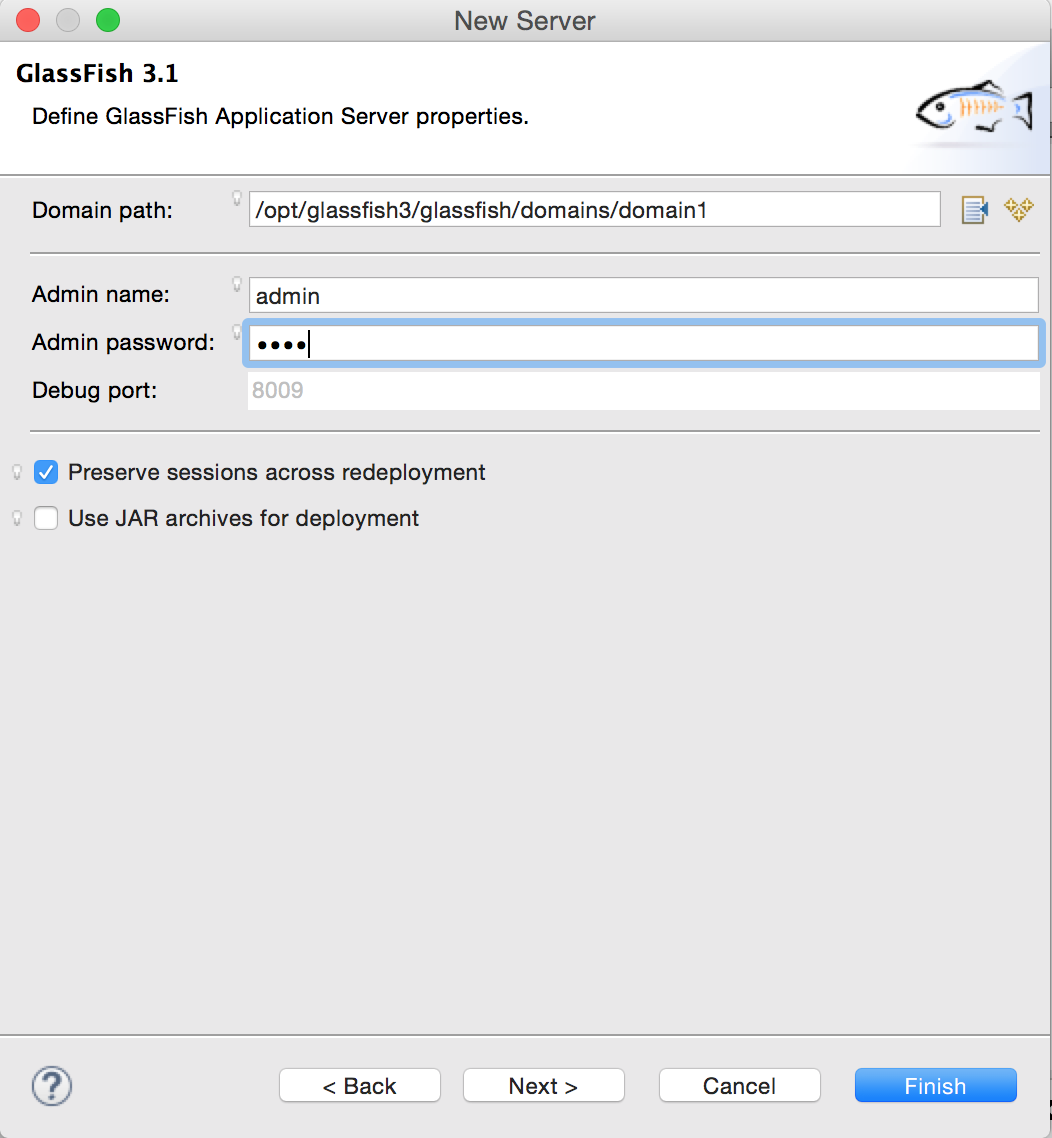 New Server
GlassFish 3.1
Define GlassFish Application Server properties.
Domain path: /opt/glassfish3/glassfish/domains/domain1
Admin name: admin
Admin password: ••••
Debug port: 8009
Preserve sessions across redeployment
Use JAR archives for deployment
? < Back Next > Cancel Finish